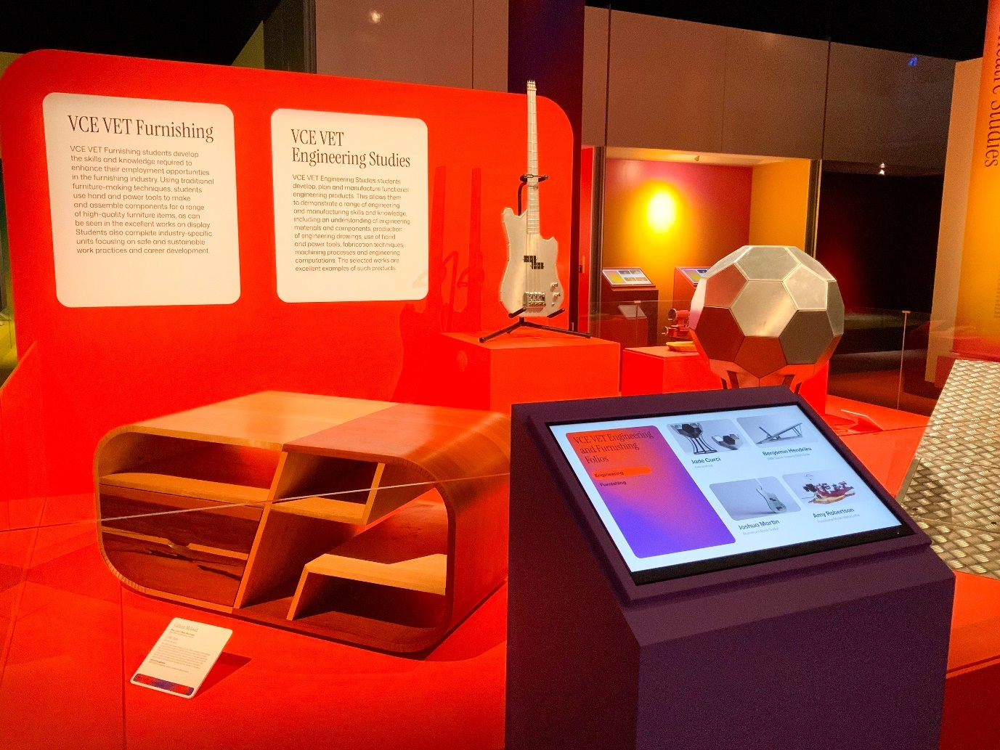 VCE VET Furnishing
VCE VET Furnishing students develop
the skills and knowledge required to
enhance their employment opportunities
in the furnishing industry. Using traditional
furniture-making techniques, students
use hand and power tools to make
and assemble components for a range
of high-quality furniture items, as can
be seen in the excellent works on display.
Students also complete industry-specific
units focusing on safe and sustainable
work practices and career development.
VCE VET
Engineering Studies
VCE VET Engineering Studies students
develop, plan and manufacture functional
engineering products. This allows them
to demonstrate a range of engineering
and manufacturing skills and knowledge,
including an understanding of engineering
materials and components, production
of engineering drawings, use of hand
and power tools, fabrication techniques,
machining processes and engineering
computations. The selected works are
excellent examples of such products.
VCE VET Engineering
and Furnishing
Folios
Engineering
Furnishing
Jade Curci
Benjamin Hendriks
Joshua Martin
Amy Robertson
Studies